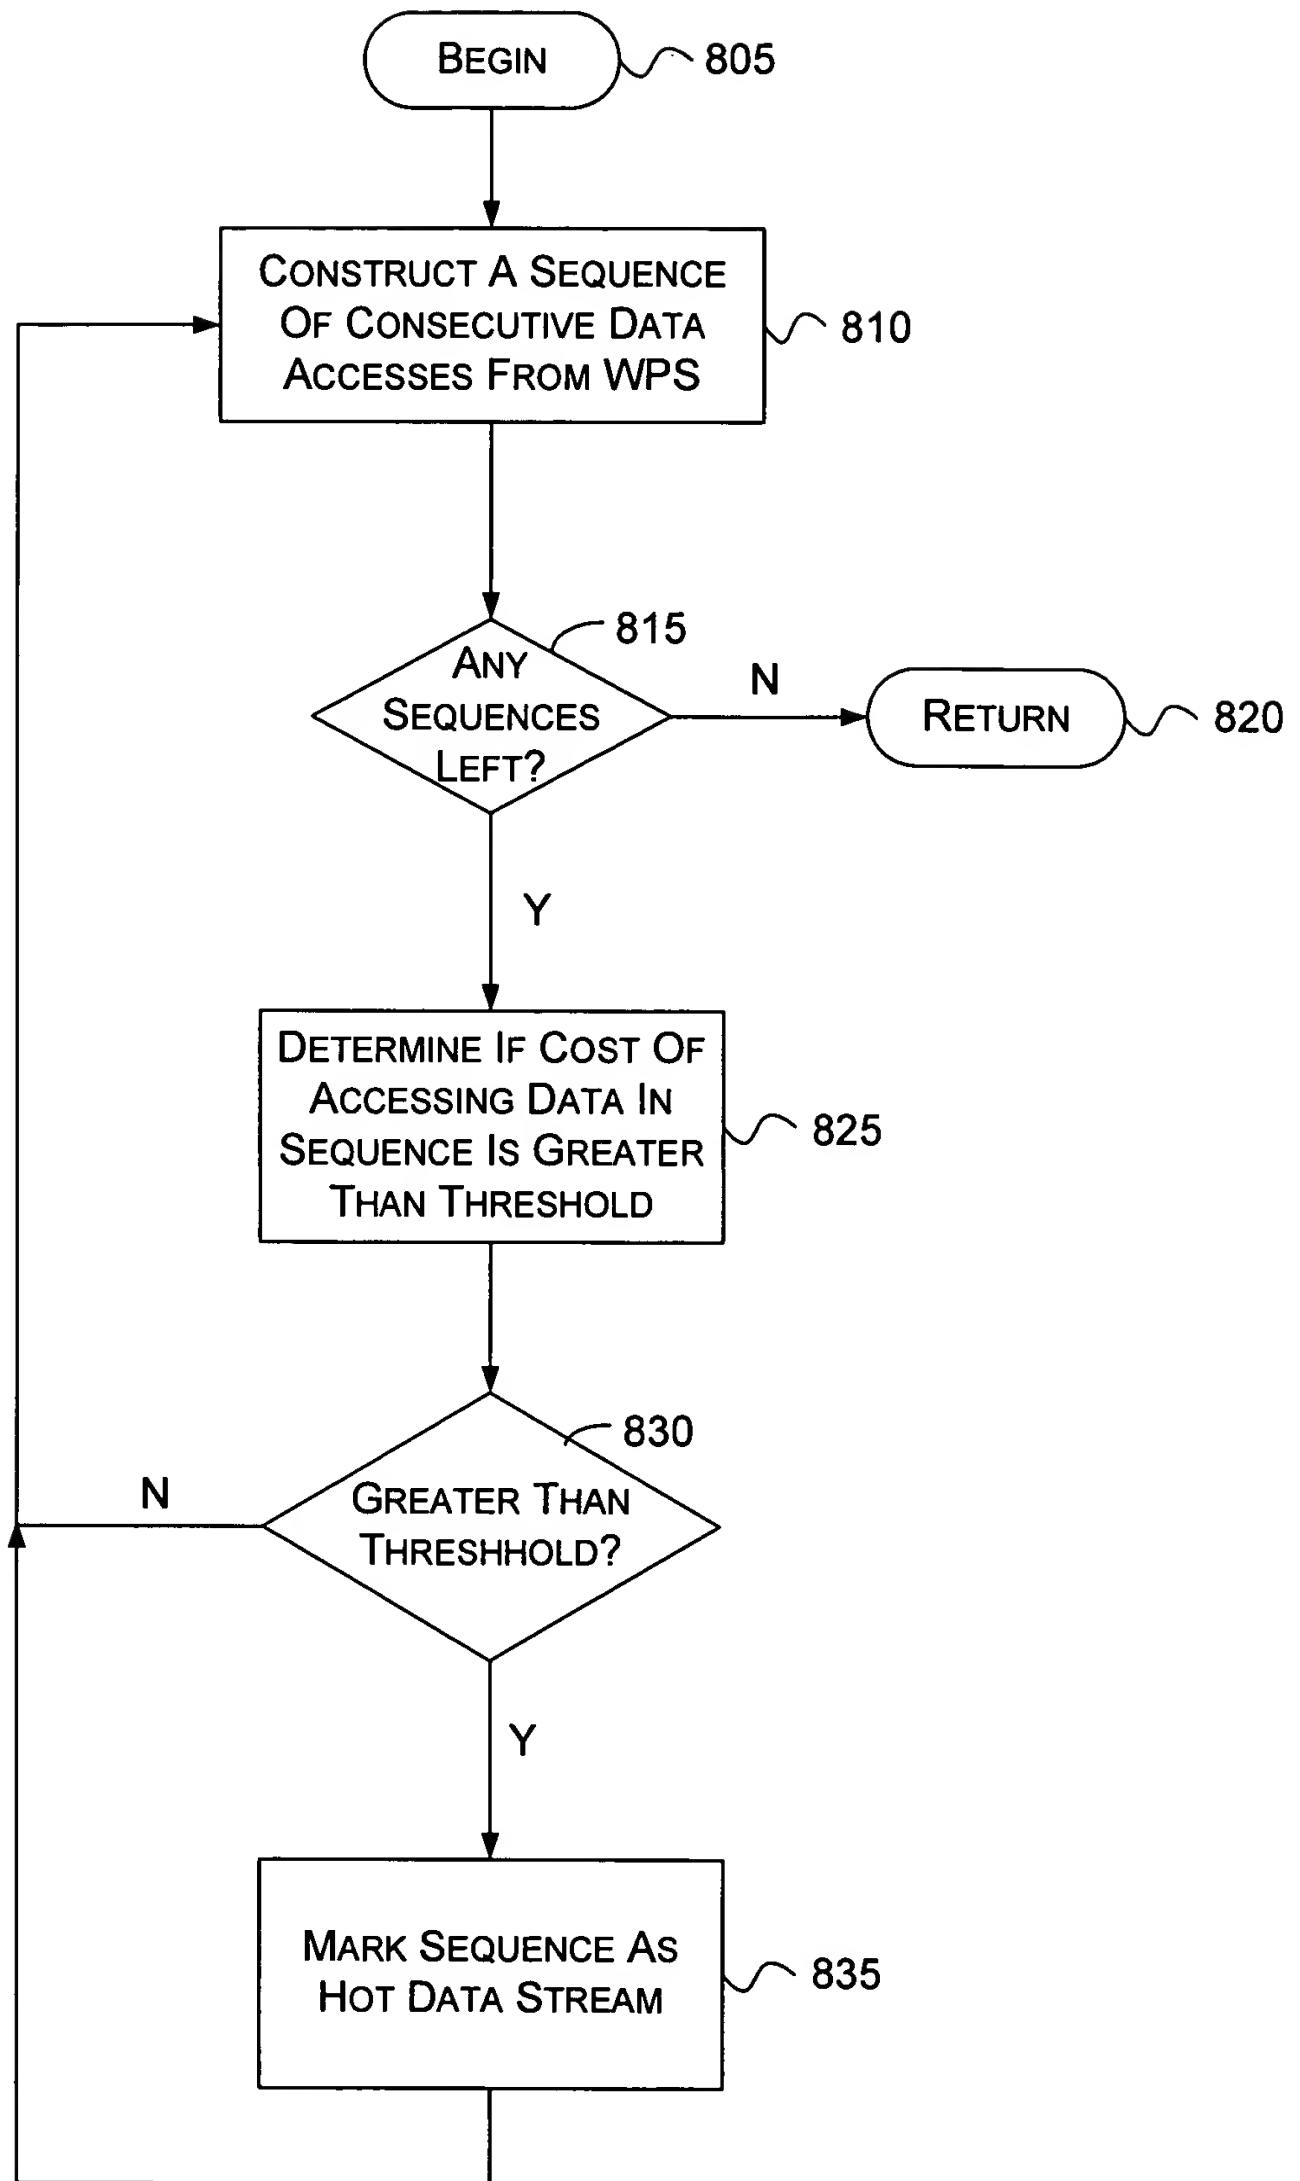 BEGIN
805
CONSTRUCT A SEQUENCE
OF CONSECUTIVE DATA
ACCESSES FROM WPS
810
815
ANY
SEQUENCES
LEFT?
N
RETURN
820
Y
DETERMINE IF COST OF
ACCESSING DATA IN
SEQUENCE IS GREATER
THAN THRESHOLD
825
830
GREATER THAN
THRESHHOLD?
N
Y
MARK SEQUENCE AS
HOT DATA STREAM
835